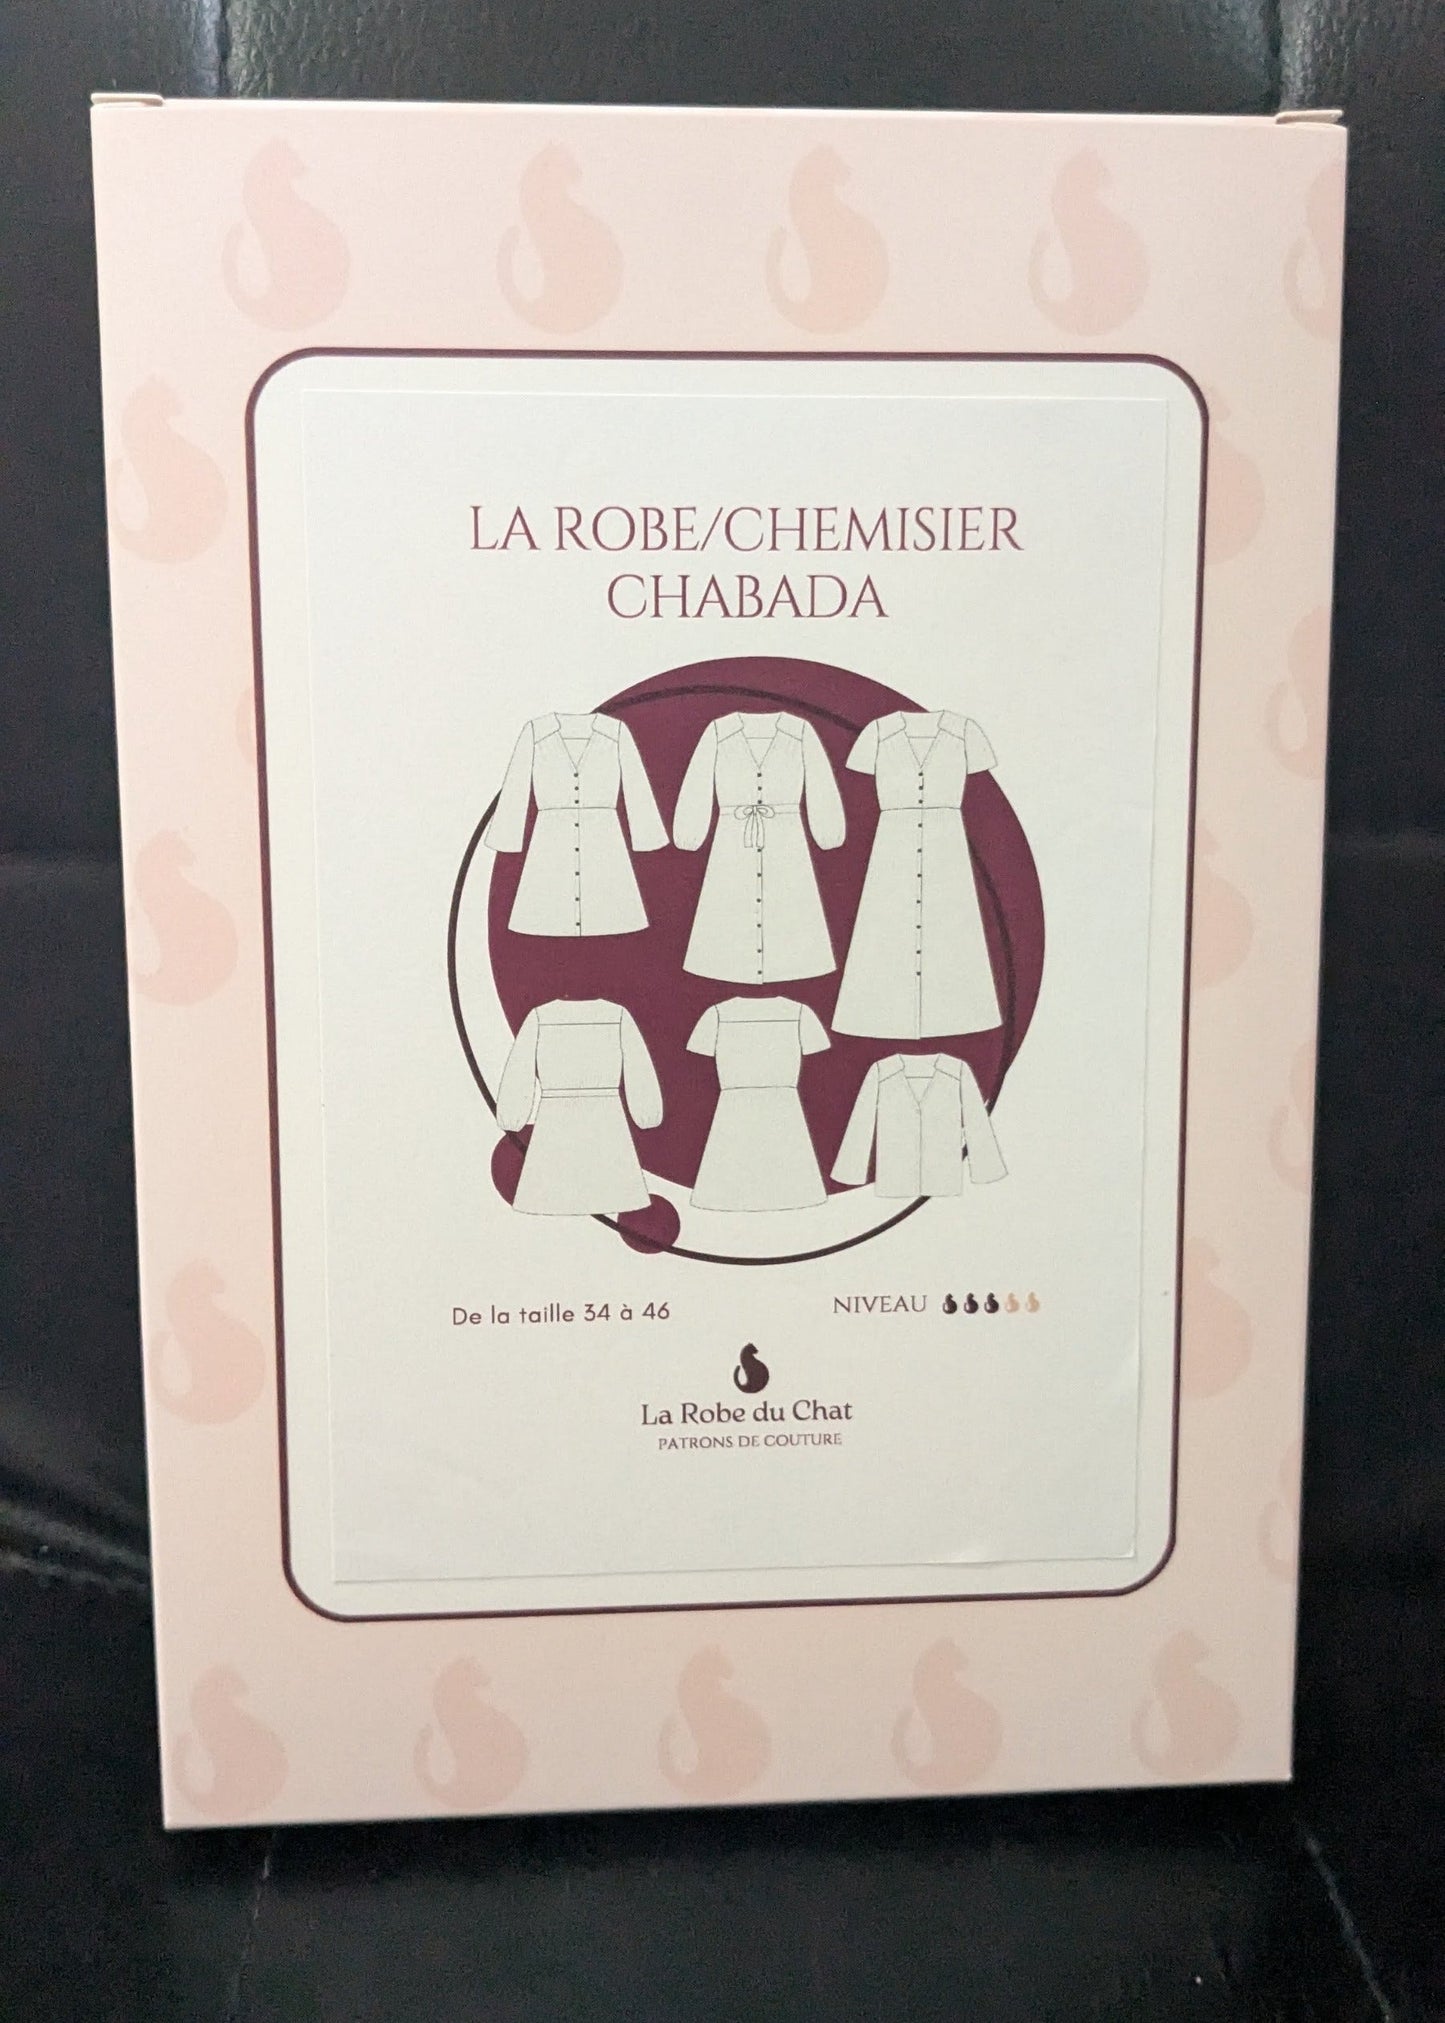 LA ROBE/CHEMISIER
CHABADA
De la taille 34 à 46
NIVEAU
La Robe du Chat
PATRONS DE COUTURE